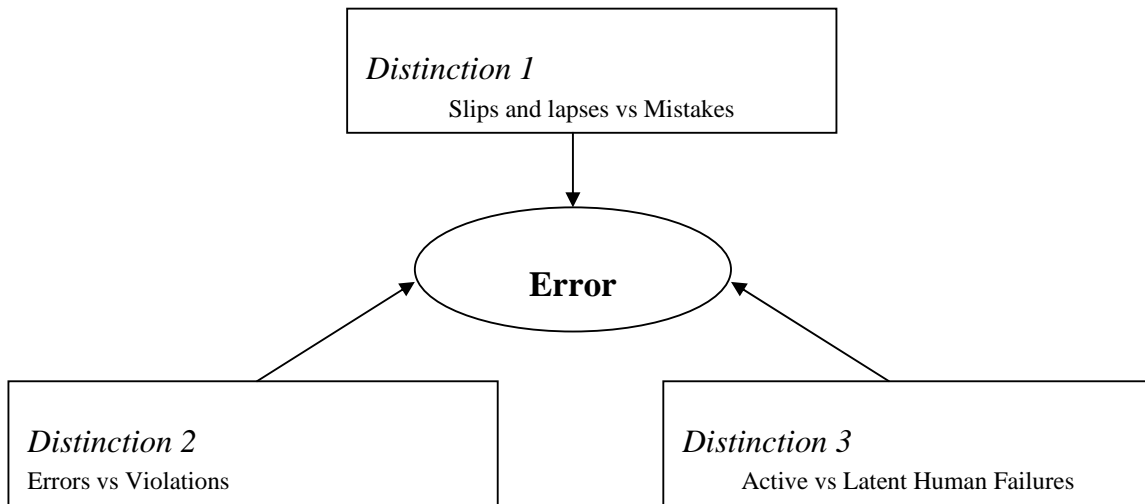 Distinction 1
Slips and lapses vs Mistakes
Error
Distinction 2
Errors vs Violations
Distinction 3
Active vs Latent Human Failures